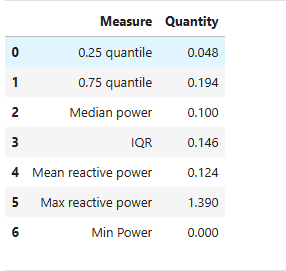 Measure Quantity
0 0.25 quantile 0.048
1 0.75 quantile 0.194
2 Median power 0.100
3 IQR 0.146
4 Mean reactive power 0.124
5 Max reactive power 1.390
6 Min Power 0.000